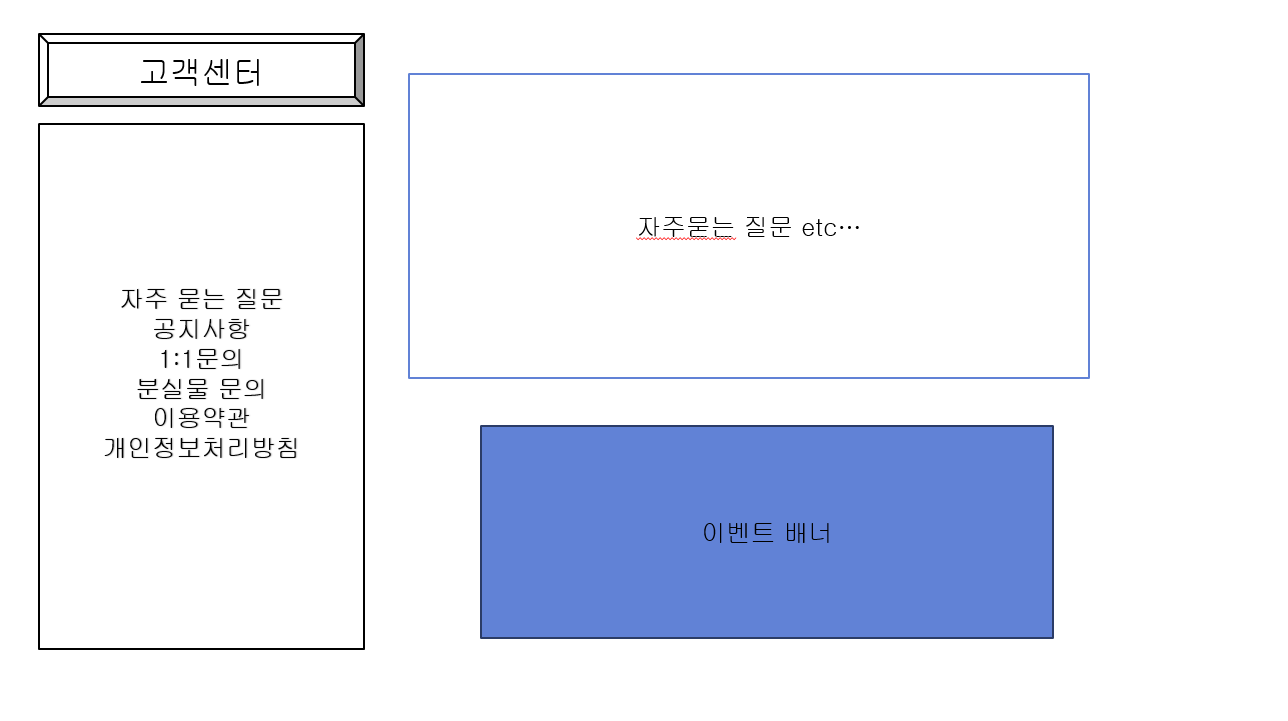 고객센터
자주 묻는 질문
공지사항
1:1문의
분실물 문의
이용약관
개인정보처리방침
자주묻는 질문 etc…
이벤트 배너